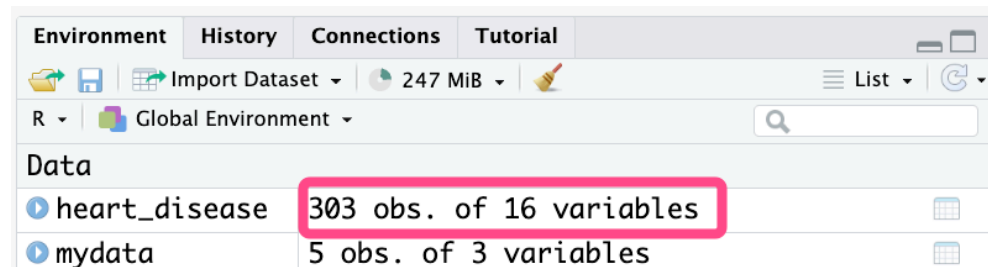 Environment History Connections Tutorial
Import Dataset 247 MiB List
R Global Environment
Data
heart_disease 303 obs. of 16 variables
mydata 5 obs. of 3 variables